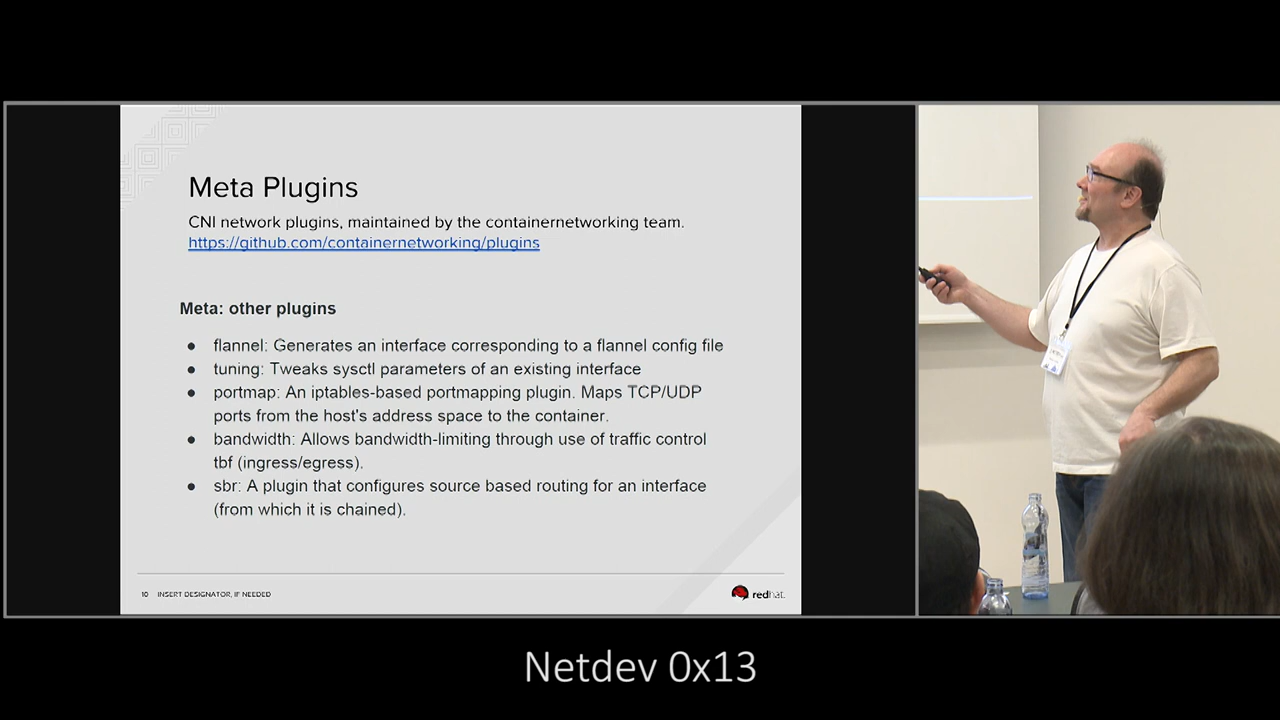 Meta Plugins
CNI network plugins, maintained by the containernetworking team.
https://github.com/containernetworking/plugins
Meta: other plugins
● flannel: Generates an interface corresponding to a flannel config file
● tuning: Tweaks sysctl parameters of an existing interface
● portmap: An iptables-based portmapping plugin. Maps TCP/UDP
ports from the host's address space to the container.
● bandwidth: Allows bandwidth-limiting through use of traffic control
tbf (ingress/egress).
● sbr: A plugin that configures source based routing for an interface
(from which it is chained).
10 INSERT DESIGNATOR, IF NEEDED
redhat.
Netdev 0x13